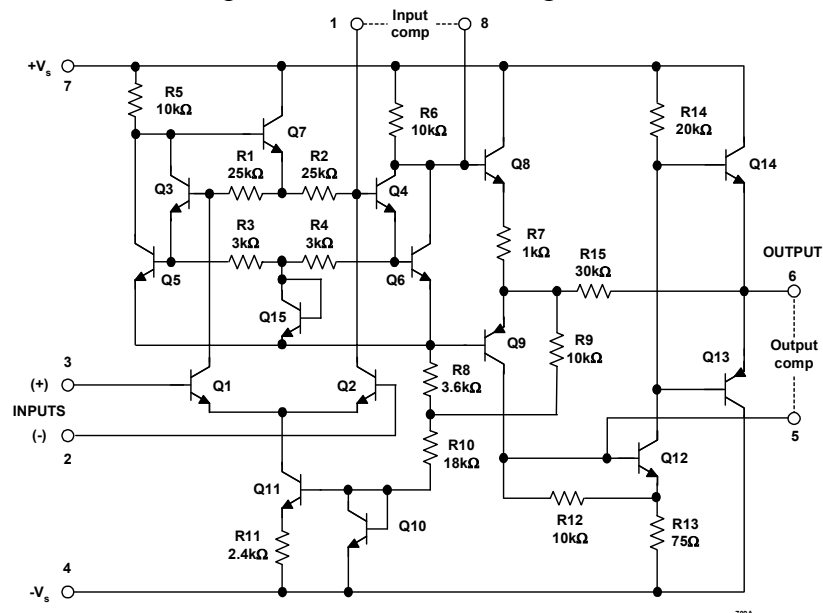 1
Input
comp
8
+Vs
7
R5
10kΩ
R6
10kΩ
R14
20kΩ
Q7
Q8
Q14
R1
25kΩ
R2
25kΩ
Q3
Q4
R3
3kΩ
R4
3kΩ
R7
1kΩ
R15
30kΩ
OUTPUT
6
Q5
Q6
Q15
Q9
R9
10kΩ
Q13
Output
comp
3
(+)
Q1
Q2
R8
3.6kΩ
INPUTS
(-)
2
5
R10
18kΩ
Q12
Q11
Q10
R12
10kΩ
R13
75Ω
R11
2.4kΩ
4
-Vs